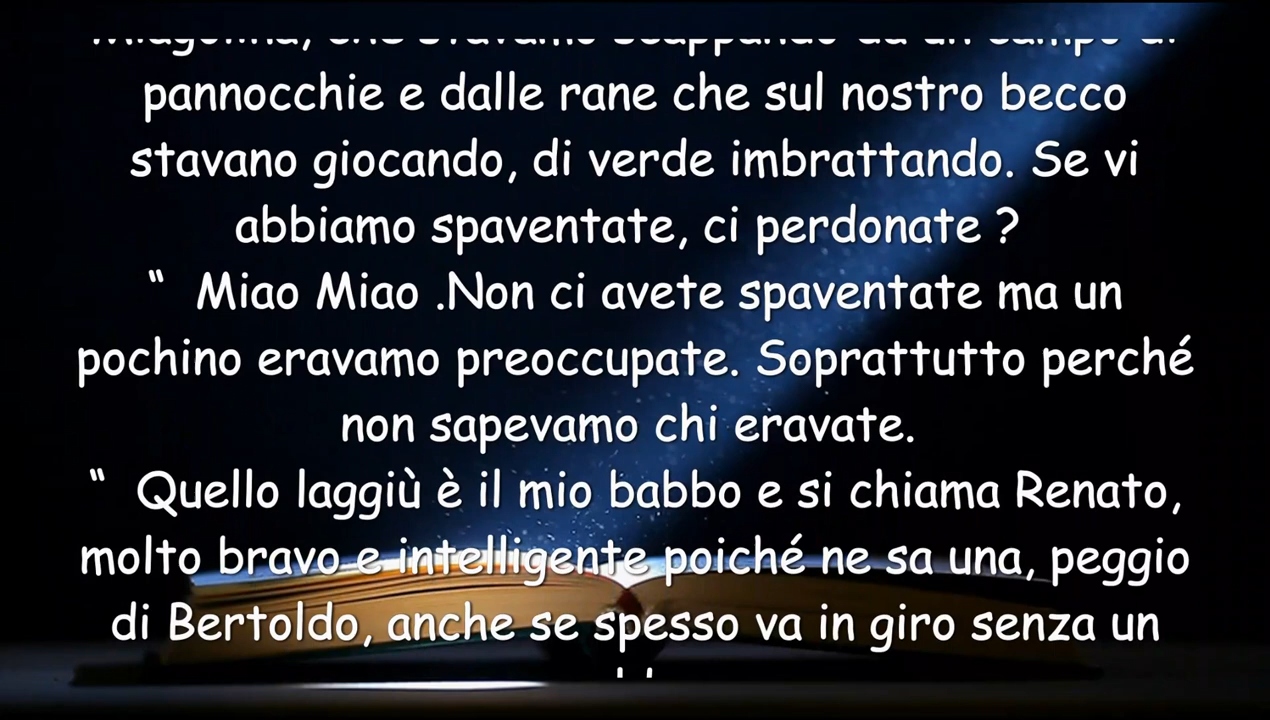 pannocchie e dalle rane che sul nostro becco
stavano giocando, di verde imbrattando. Se vi
abbiamo spaventate, ci perdonate ?
“ Miao Miao .Non ci avete spaventate ma un
pochino eravamo preoccupate. Soprattutto perché
non sapevamo chi eravate.
“ Quello laggiù è il mio babbo e si chiama Renato,
molto bravo e intelligente poiché ne sa una, peggio
di Bertoldo, anche se spesso va in giro senza un